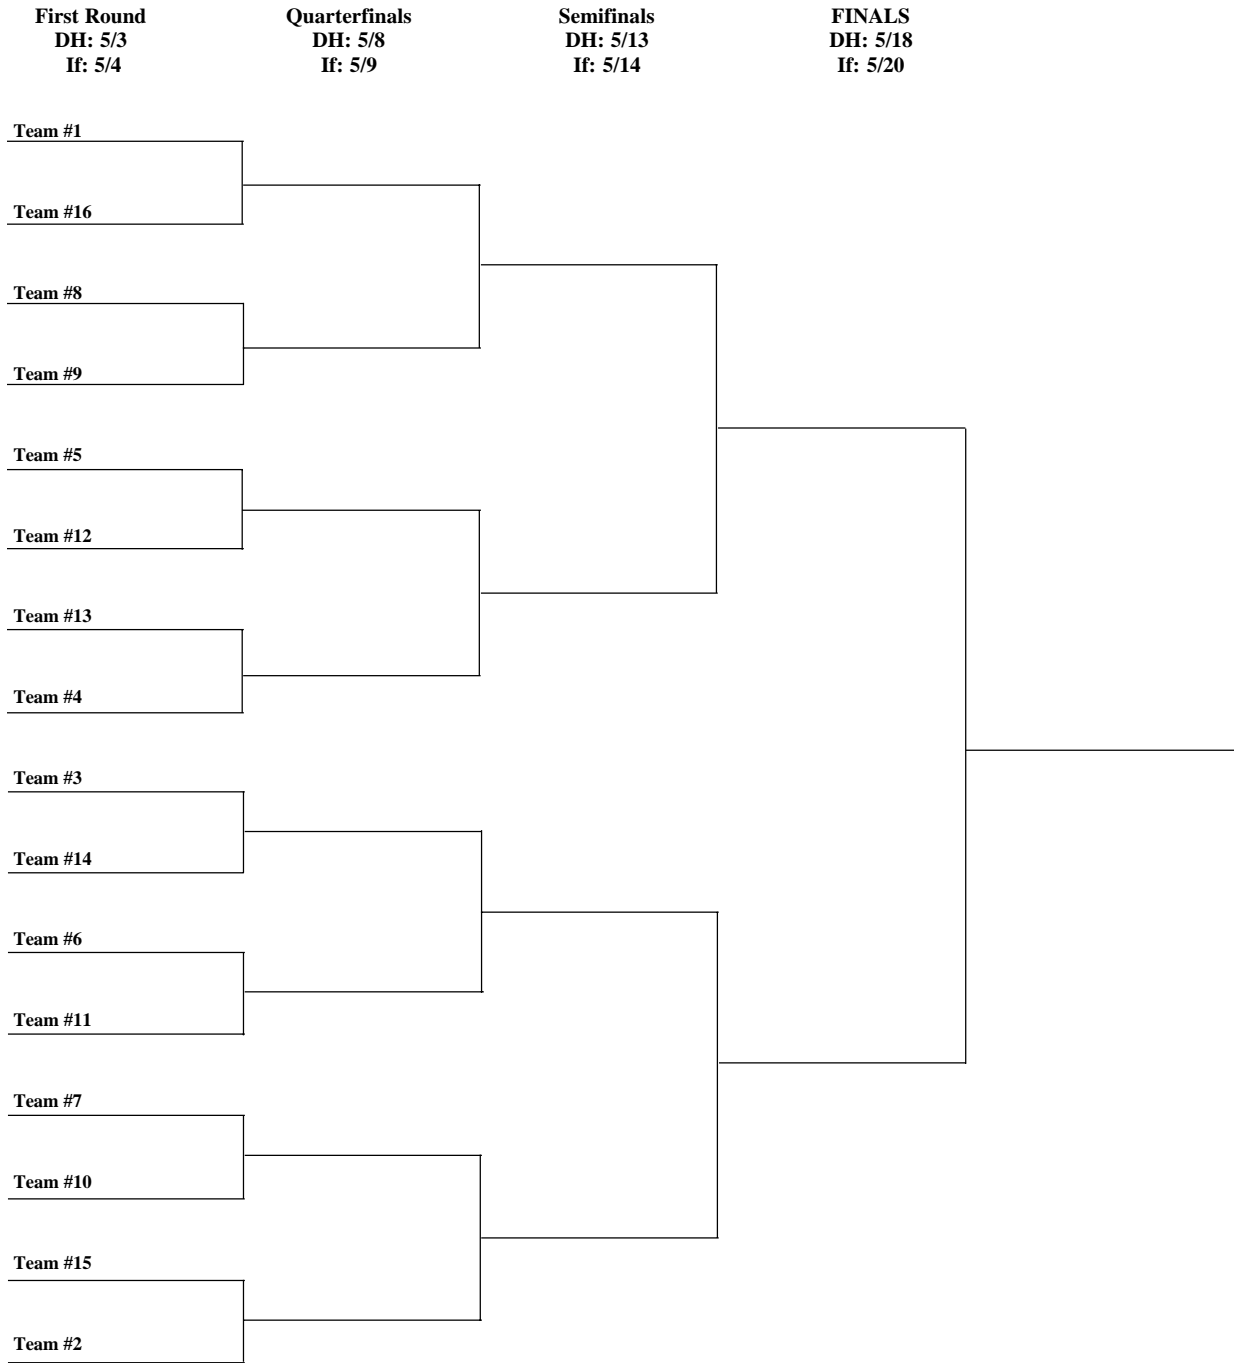 First Round
DH: 5/3
If: 5/4
Quarterfinals
DH: 5/8
If: 5/9
Semifinals
DH: 5/13
If: 5/14
FINALS
DH: 5/18
If: 5/20
Team #1
Team #16
Team #8
Team #9
Team #5
Team #12
Team #13
Team #4
Team #3
Team #14
Team #6
Team #11
Team #7
Team #10
Team #15
Team #2